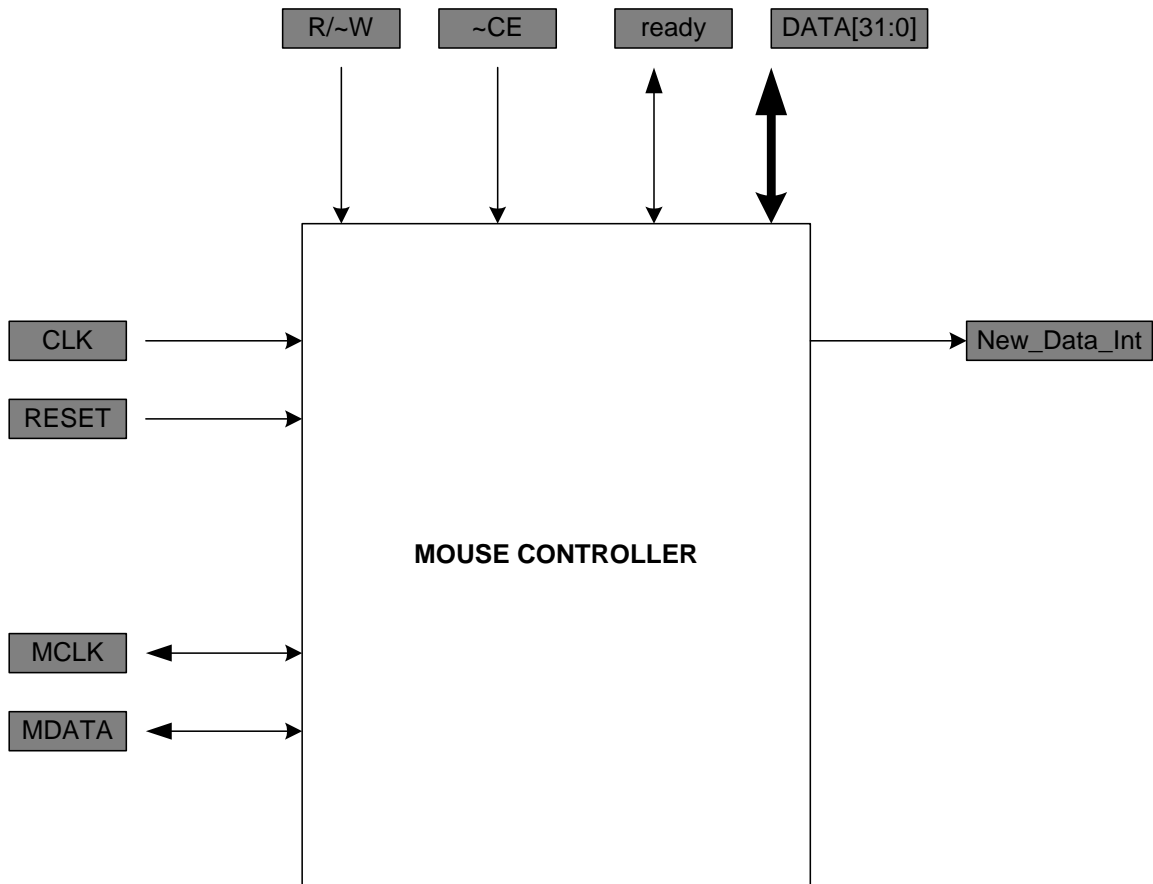 R/~W
~CE
ready
DATA[31:0]
CLK
New_Data_Int
RESET
MOUSE CONTROLLER
MCLK
MDATA